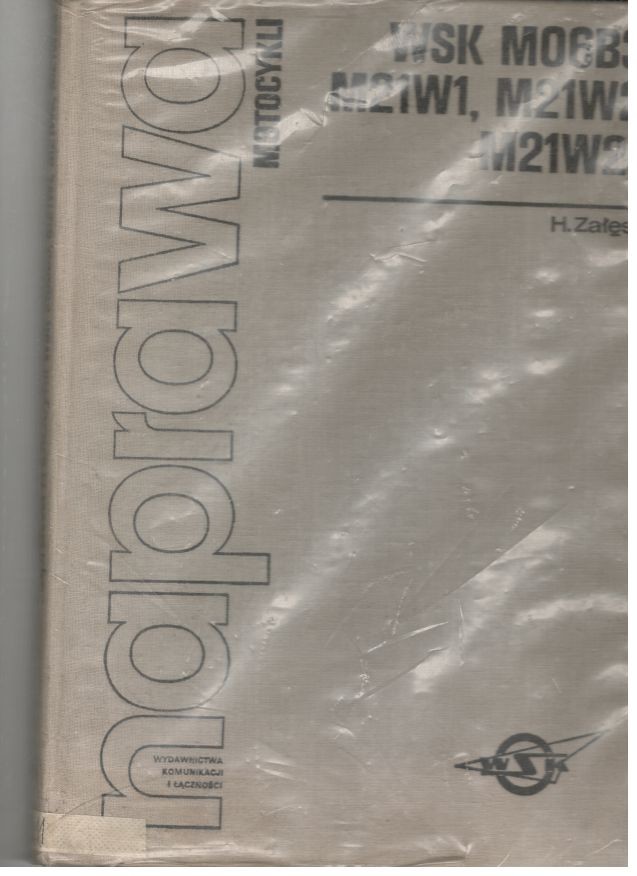 naprawa
MOTOCYKLI
WSK M06B3
M21W1, M21W2
M21W2
H.Załęs
WYDAWNICTWA
KOMUNIKACJI
I ŁĄCZNOŚCI
WSK